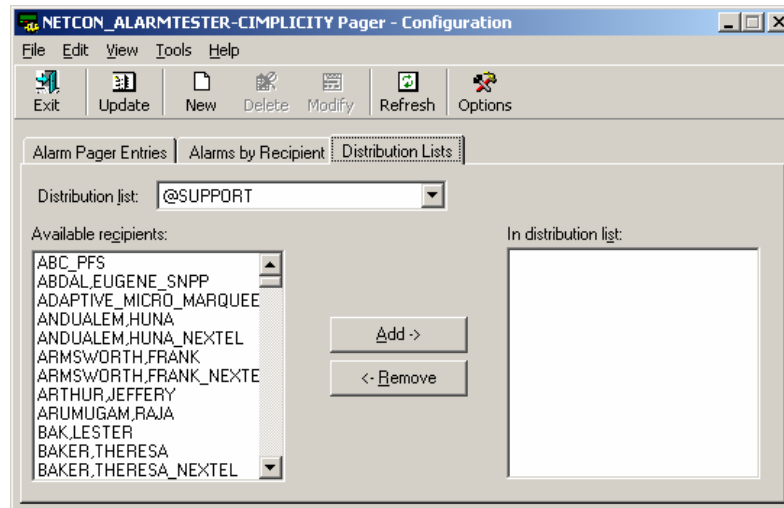 NETCON_ALARMTESTER-CIMPLICITY Pager - Configuration
File Edit View Tools Help
Exit Update New Delete Modify Refresh Options
Alarm Pager Entries Alarms by Recipient Distribution Lists
Distribution list: @SUPPORT
Available recipients:
In distribution list:
ABC_PFS
ABDAL,EUGENE_SNPP
ADAPTIVE_MICRO_MARQUEE
ANDUALEM,HUNA
ANDUALEM,HUNA_NEXTEL
ARMSWORTH,FRANK
ARMSWORTH,FRANK_NEXTE
ARTHUR,JEFFERY
ARUMUGAM,RAJA
BAK,LESTER
BAKER,THERESA
BAKER,THERESA_NEXTEL
Add ->
<- Remove